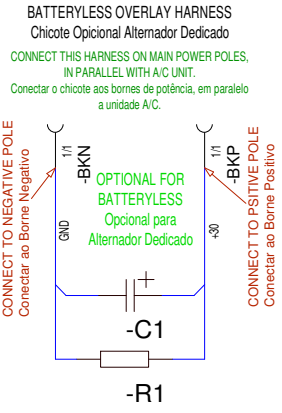 BATTERYLESS OVERLAY HARNESS
Chicote Opicional Alternador Dedicado
CONNECT THIS HARNESS ON MAIN POWER POLES,
IN PARALLEL WITH A/C UNIT.
Conectar o chicote aos bornes de potência, em paralelo
a unidade A/C.
CONNECT TO NEGATIVE POLE
Conectar ao Borne Negativo
1/1
-BKN
GND
OPTIONAL FOR
BATTERYLESS
Opcional para
Alternador Dedicado
1/1
-BKP
+30
CONNECT TO PSITIVE POLE
Conectar ao Borne Positivo
+
-C1
-R1